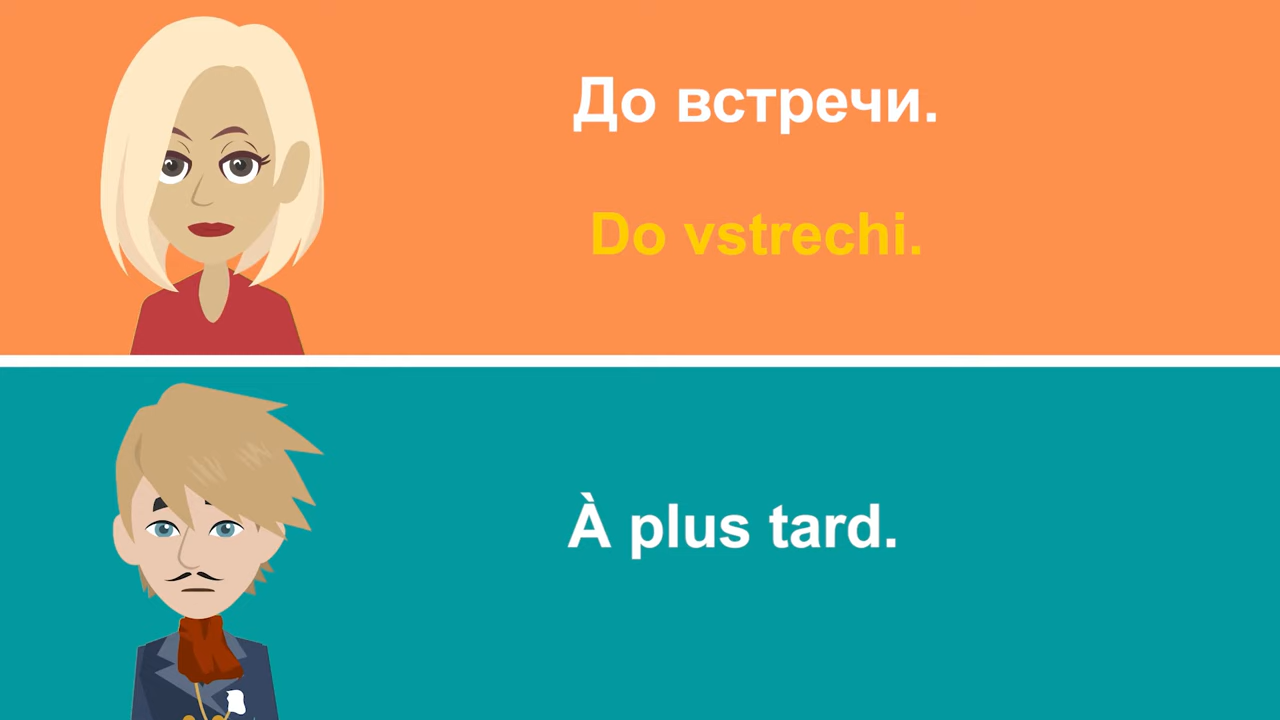 До встречи.
Do vstrechi.
À plus tard.